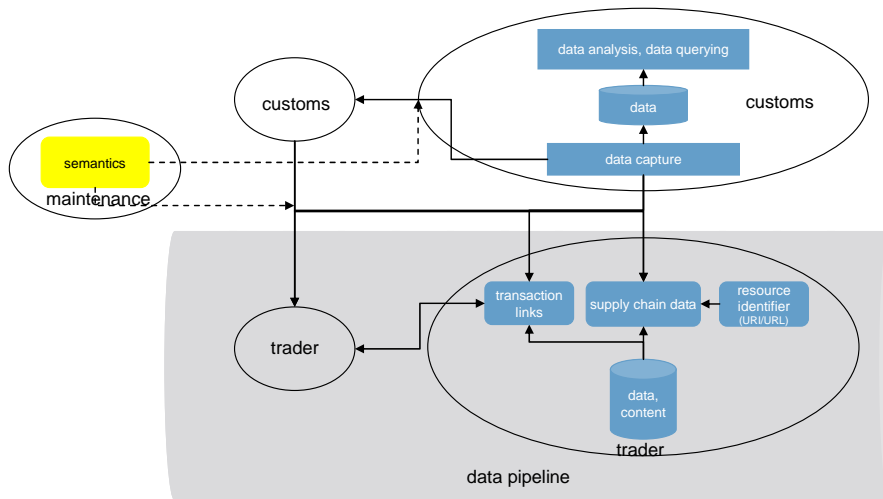 data analysis, data querying
customs
data
customs
data capture
semantics
maintenance
transaction
links
supply chain data
resource
identifier
(URI/URL)
trader
data,
content
trader
data pipeline